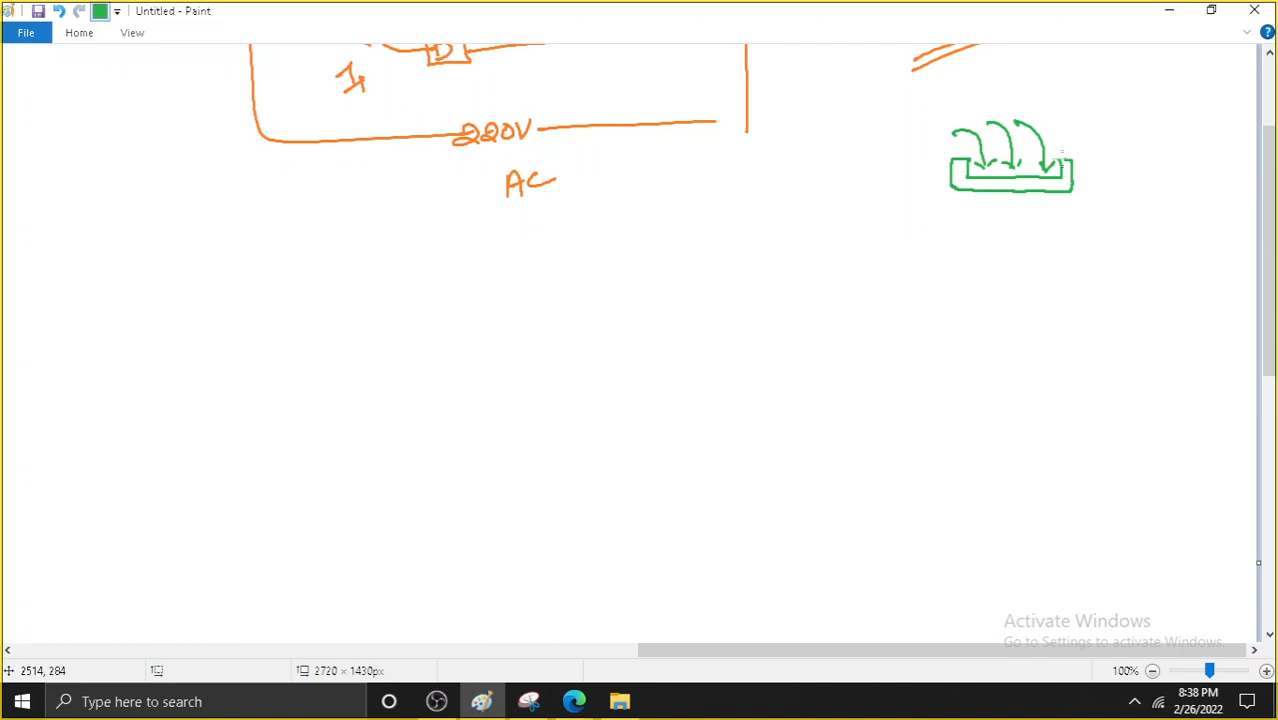 Untitled - Paint
File Home View
D
220V
AC
Activate Windows
Go to Settings to activate Windows.
2514, 284
2720 × 1430px
100%
Type here to search
8:38 PM
2/26/2022